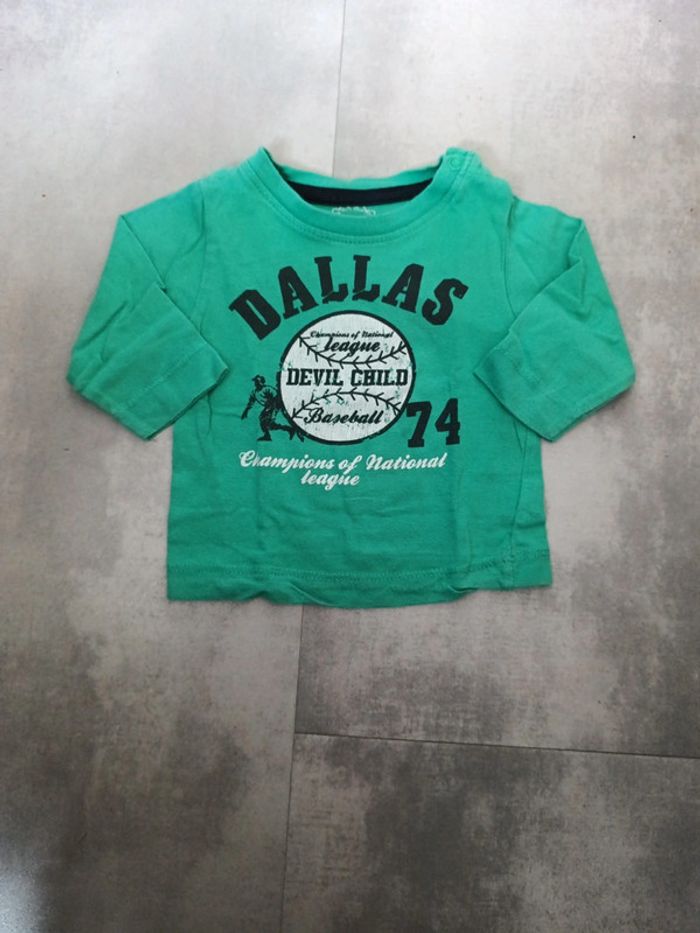 DALLAS
Champions of National
league
DEVIL CHILD
Baseball
74
Champions of National
league